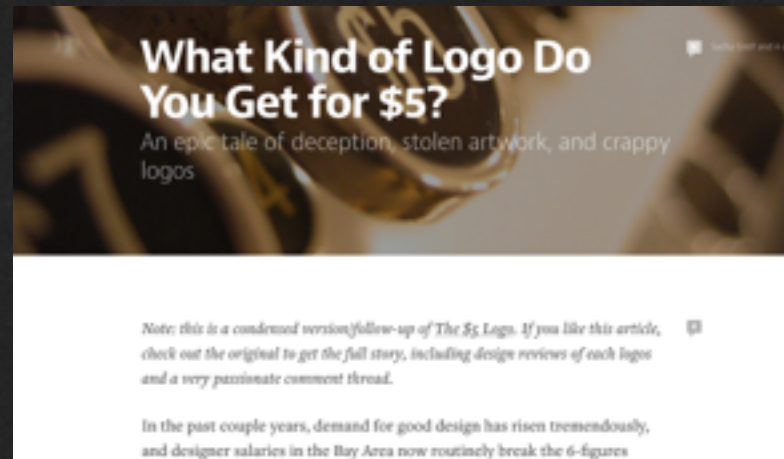 What Kind of Logo Do
You Get for $5?
An epic tale of deception, stolen artwork, and crappy
logos
Note: this is a condensed version/follow-up of The $5 Logo. If you like this article,
check out the original to get the full story, including design reviews of each logos
and a very passionate comment thread.
In the past couple years, demand for good design has risen tremendously,
and designer salaries in the Bay Area now routinely break the 6-figures